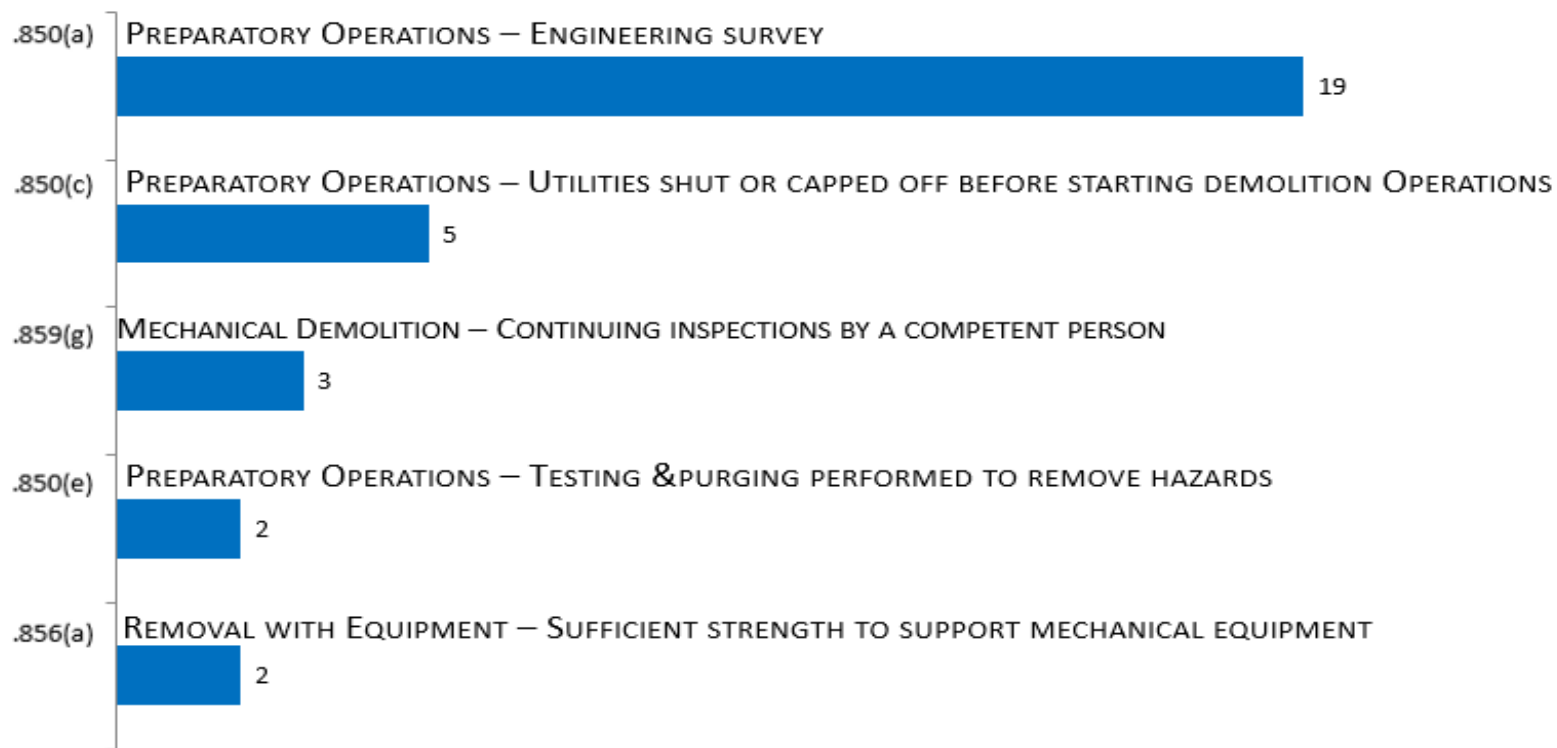 .850(a) Preparatory Operations – Engineering survey
19
.850(c) Preparatory Operations – Utilities shut or capped off before starting demolition Operations
5
.859(g) Mechanical Demolition – Continuing inspections by a competent person
3
.850(e) Preparatory Operations – Testing &purging performed to remove hazards
2
.856(a) Removal with Equipment – Sufficient strength to support mechanical equipment
2